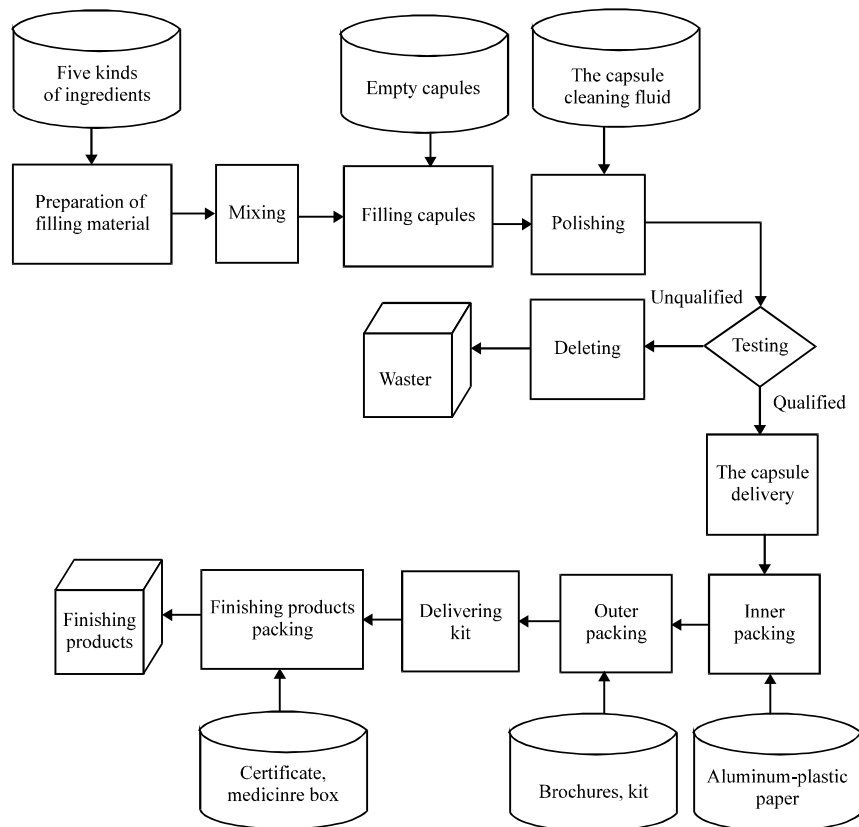 Five kinds
of ingredients
Empty capules
The capsule
cleaning fluid
Preparation of
filling material
Mixing
Filling capules
Polishing
Unqualified
Waster
Deleting
Testing
Qualified
The capsule
delivery
Finishing
products
Finishing products
packing
Delivering
kit
Outer
packing
Inner
packing
Certificate,
medicinre box
Brochures, kit
Aluminum-plastic
paper